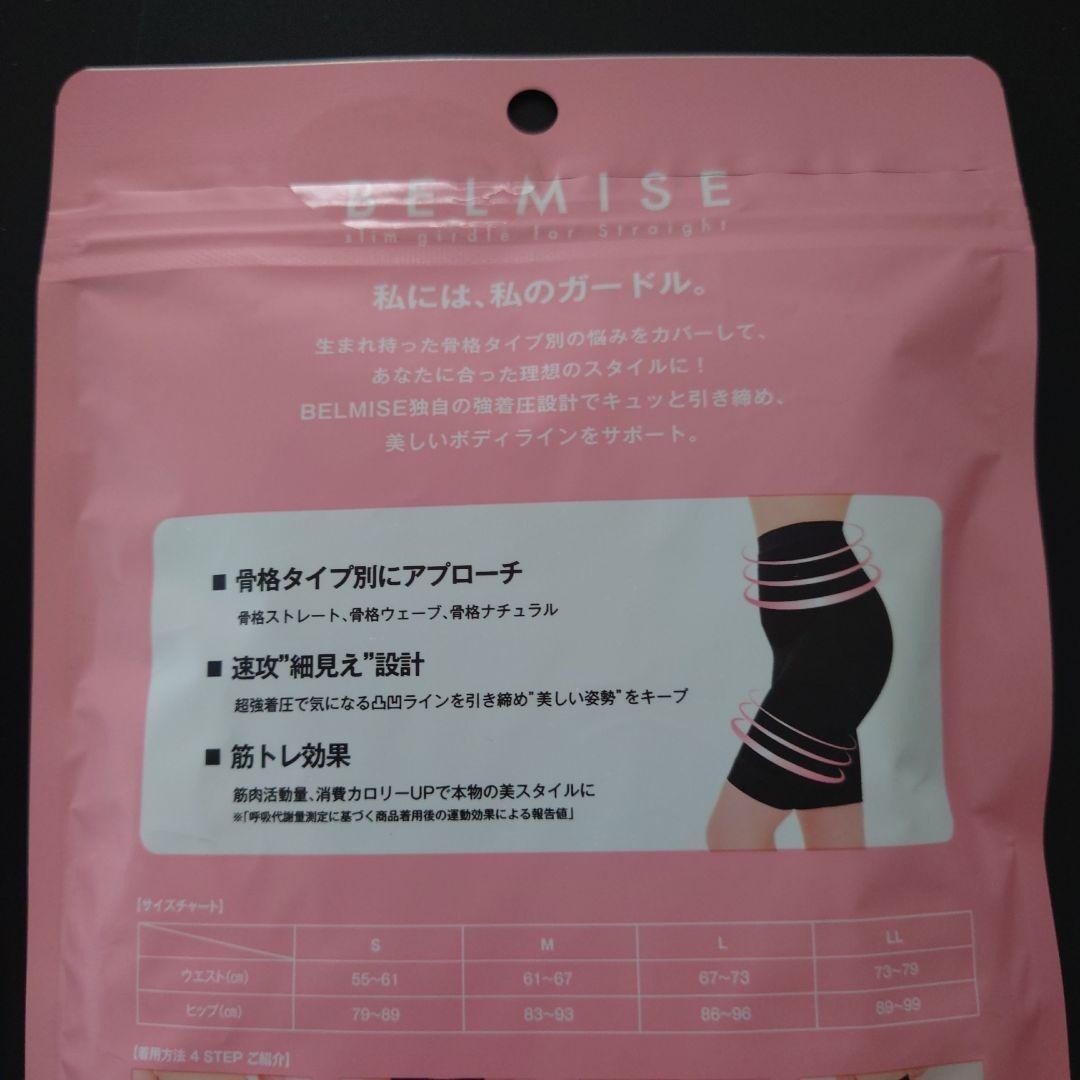 BELMISE
slim girdle for Straight
私には、私のガードル。
生まれ持った骨格タイプ別の悩みをカバーして、
あなたに合った理想のスタイルに！
BELMISE独自の強着圧設計でキュッと引き締め、
美しいボディラインをサポート。
■ 骨格タイプ別にアプローチ
骨格ストレート、骨格ウェーブ、骨格ナチュラル
■ 速攻”細見え”設計
超強着圧で気になる凸凹ラインを引き締め”美しい姿勢”をキープ
■ 筋トレ効果
筋肉活動量、消費カロリーUPで本物の美スタイルに
※「呼吸代謝量測定に基づく商品着用後の運動効果による報告値」
【サイズチャート】
S M L LL
ウエスト(㎝) 55~61 61~67 67~73 73~79
ヒップ(㎝) 79~89 83~93 86~96 89~99
【着用方法 4 STEP ご紹介】